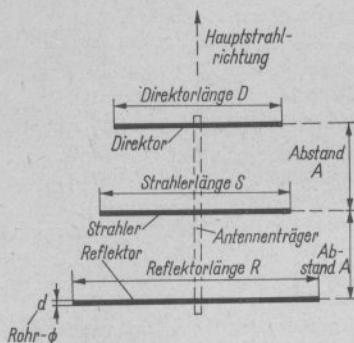 Hauptstrahl-
richtung
Direktorlänge D
Direktor
Abstand
A
Strahlerlänge S
Strahler
Antennenträger
Reflektor
Reflektorlänge R
Ab-
stand A
d
Rohr-ϕ